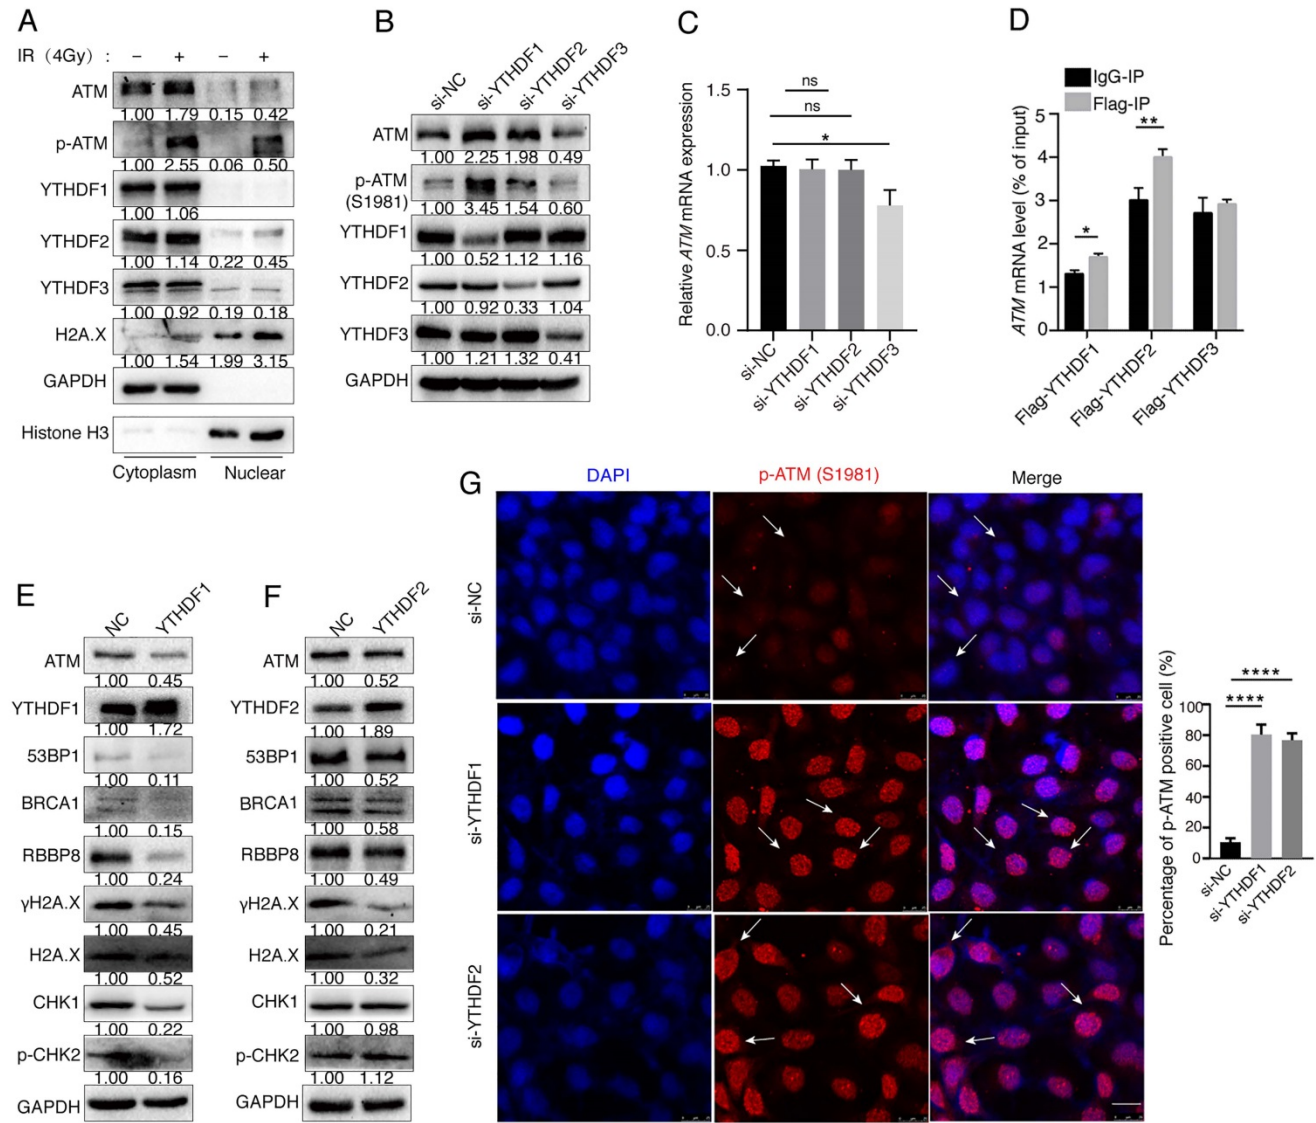 A
IR（4Gy）: – + – +
ATM
1.00 1.79 0.15 0.42
p-ATM
1.00 2.55 0.06 0.50
YTHDF1
1.00 1.06
YTHDF2
1.00 1.14 0.22 0.45
YTHDF3
1.00 0.92 0.19 0.18
H2A.X
1.00 1.54 1.99 3.15
GAPDH
Histone H3
Cytoplasm Nuclear
B
si-NC si-YTHDF1 si-YTHDF2 si-YTHDF3
ATM
1.00 2.25 1.98 0.49
p-ATM
(S1981)
1.00 3.45 1.54 0.60
YTHDF1
1.00 0.52 1.12 1.16
YTHDF2
1.00 0.92 0.33 1.04
YTHDF3
1.00 1.21 1.32 0.41
GAPDH
C
Relative ATM mRNA expression
1.5
1.0
0.5
0.0
ns
ns
*
si-NC
si-YTHDF1
si-YTHDF2
si-YTHDF3
D
IgG-IP
Flag-IP
ATM mRNA level (% of input)
5
4
3
2
1
0
*
**
Flag-YTHDF1
Flag-YTHDF2
Flag-YTHDF3
E
NC YTHDF1
ATM
1.00 0.45
YTHDF1
1.00 1.72
53BP1
1.00 0.11
BRCA1
1.00 0.15
RBBP8
1.00 0.24
γH2A.X
1.00 0.45
H2A.X
1.00 0.52
CHK1
1.00 0.22
p-CHK2
1.00 0.16
GAPDH
F
NC YTHDF2
ATM
1.00 0.52
YTHDF2
1.00 1.89
53BP1
1.00 0.52
BRCA1
1.00 0.58
RBBP8
1.00 0.49
γH2A.X
1.00 0.21
H2A.X
1.00 0.32
CHK1
1.00 0.98
p-CHK2
1.00 1.12
GAPDH
G
DAPI p-ATM (S1981) Merge
si-NC
si-YTHDF1
si-YTHDF2
Percentage of p-ATM positive cell (%)
100
80
60
40
20
0
****
****
si-NC
si-YTHDF1
si-YTHDF2